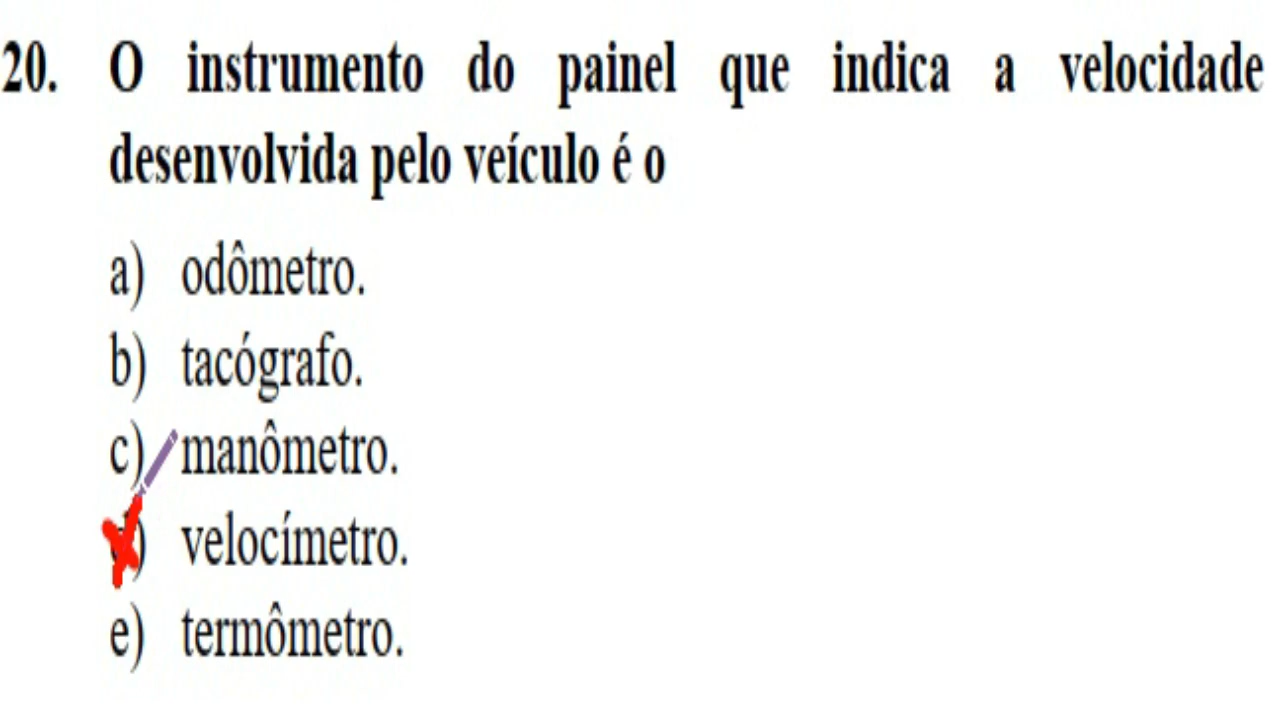 20. O instrumento do painel que indica a velocidade
desenvolvida pelo veículo é o
a) odômetro.
b) tacógrafo.
c) manômetro.
d) velocímetro.
e) termômetro.